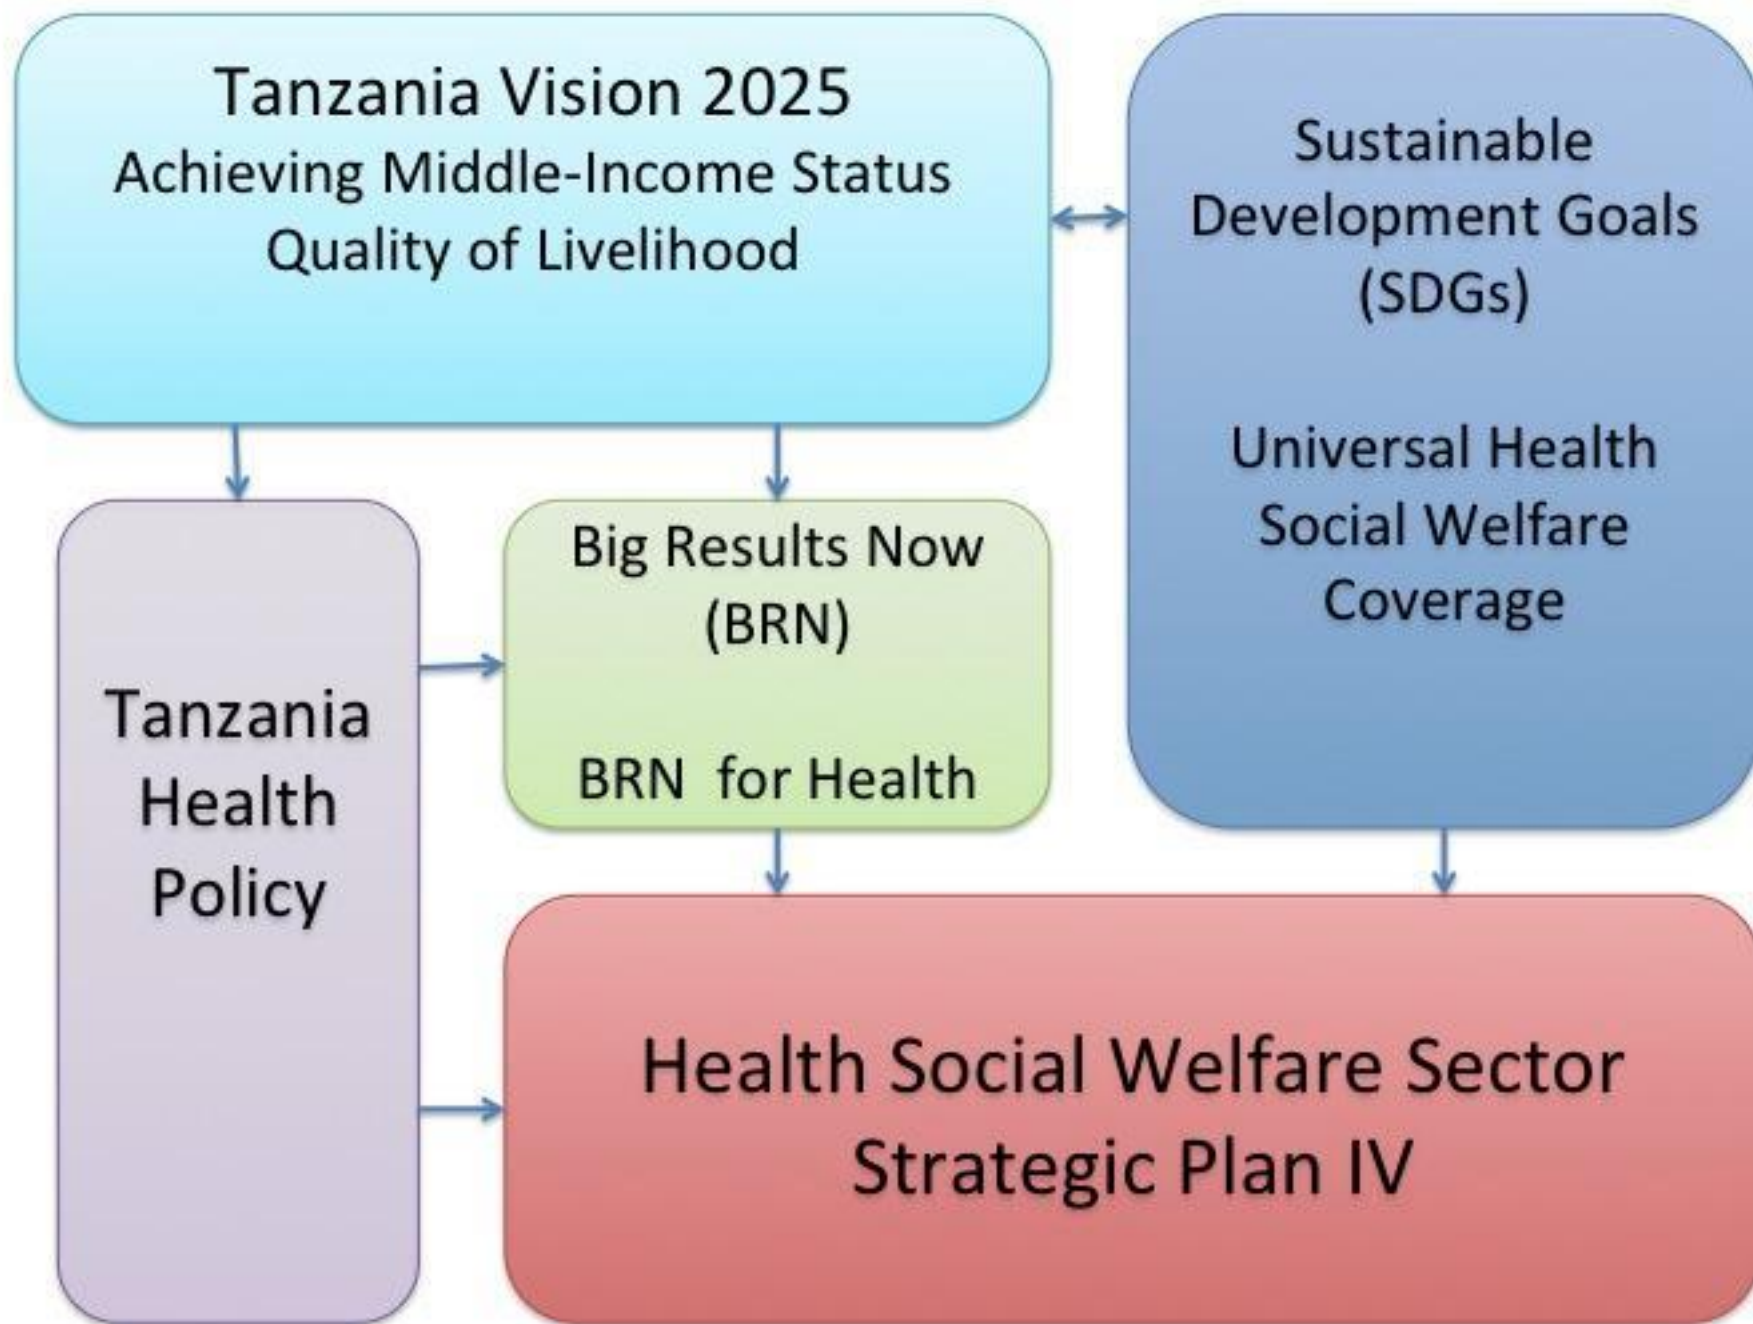 Tanzania Vision 2025
Achieving Middle-Income Status
Quality of Livelihood
Sustainable
Development Goals
(SDGs)
Universal Health
Social Welfare
Coverage
Tanzania
Health
Policy
Big Results Now
(BRN)
BRN for Health
Health Social Welfare Sector
Strategic Plan IV